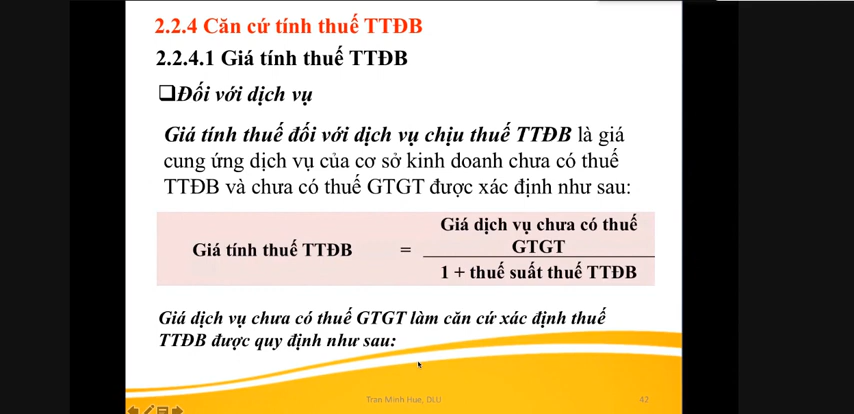 2.2.4 Căn cứ tính thuế TTĐB
2.2.4.1 Giá tính thuế TTĐB
❑Đối với dịch vụ
Giá tính thuế đối với dịch vụ chịu thuế TTĐB là giá
cung ứng dịch vụ của cơ sở kinh doanh chưa có thuế
TTĐB và chưa có thuế GTGT được xác định như sau:
Giá tính thuế TTĐB = Giá dịch vụ chưa có thuế
GTGT
1 + thuế suất thuế TTĐB
Giá dịch vụ chưa có thuế GTGT làm căn cứ xác định thuế
TTĐB được quy định như sau:
Tran Minh Hue, DLU 42